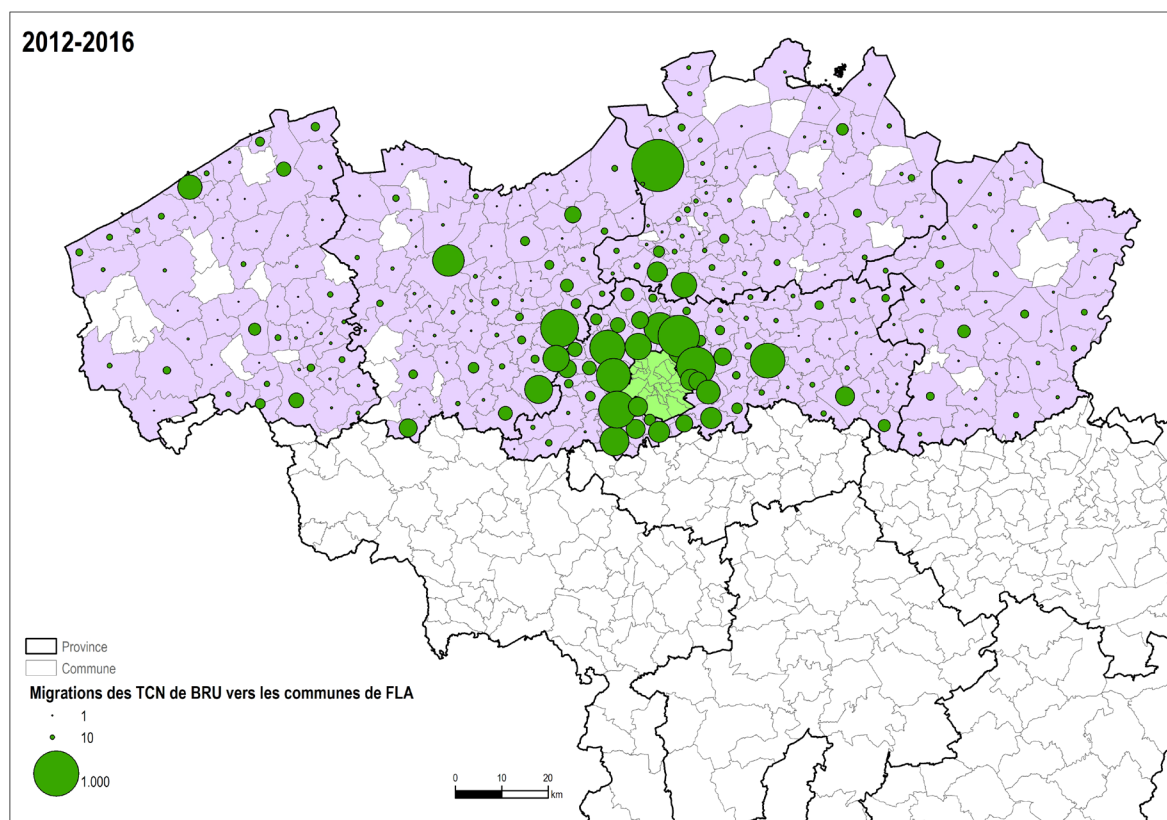 2012-2016
Province
Commune
Migrations des TCN de BRU vers les communes de FLA
1
10
1.000
0 10 20
km